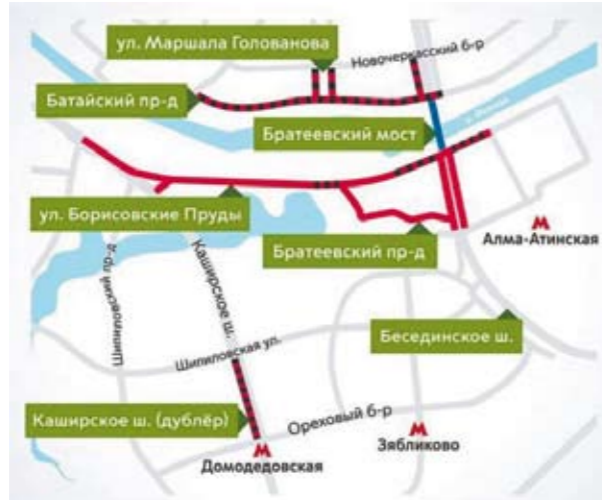 ул. Маршала Голованова
Новочеркасский б-р
Батайский пр-д
Братеевский мост
р. Москва
ул. Борисовские Пруды
Братеевский пр-д
М
Алма-Атинская
Каширское ш.
Шипиловский пр-д
Бесединское ш.
Шипиловская ул.
Каширское ш. (дублёр)
Ореховый б-р
М
Домодедовская
М
Зябликово